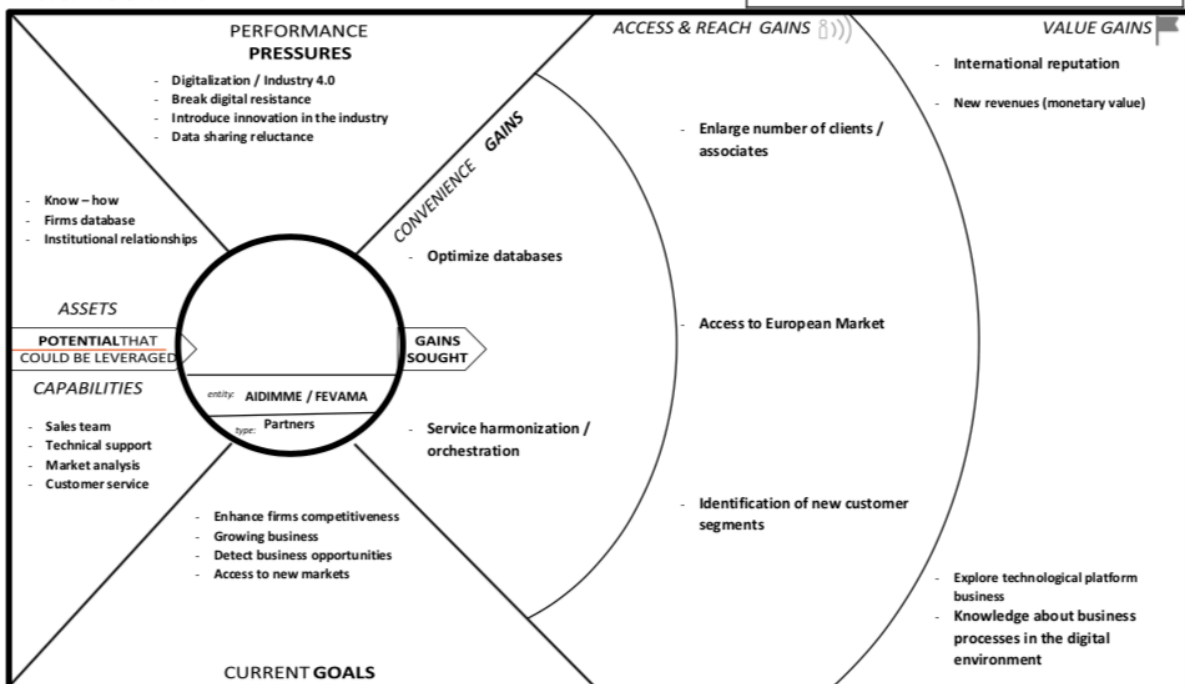 PERFORMANCE
PRESSURES
- Digitalization / Industry 4.0
- Break digital resistance
- Introduce innovation in the industry
- Data sharing reluctance
ACCESS & REACH GAINS
VALUE GAINS
- International reputation
- New revenues (monetary value)
- Enlarge number of clients /
associates
CONVENIENCE GAINS
- Know – how
- Firms database
- Institutional relationships
- Optimize databases
ASSETS
POTENTIAL THAT
COULD BE LEVERAGED
CAPABILITIES
- Sales team
- Technical support
- Market analysis
- Customer service
GAINS
SOUGHT
entity: AIDIMME / FEVAMA
type: Partners
- Access to European Market
- Service harmonization /
orchestration
- Identification of new customer
segments
- Enhance firms competitiveness
- Growing business
- Detect business opportunities
- Access to new markets
- Explore technological platform
business
- Knowledge about business
processes in the digital
environment
CURRENT GOALS